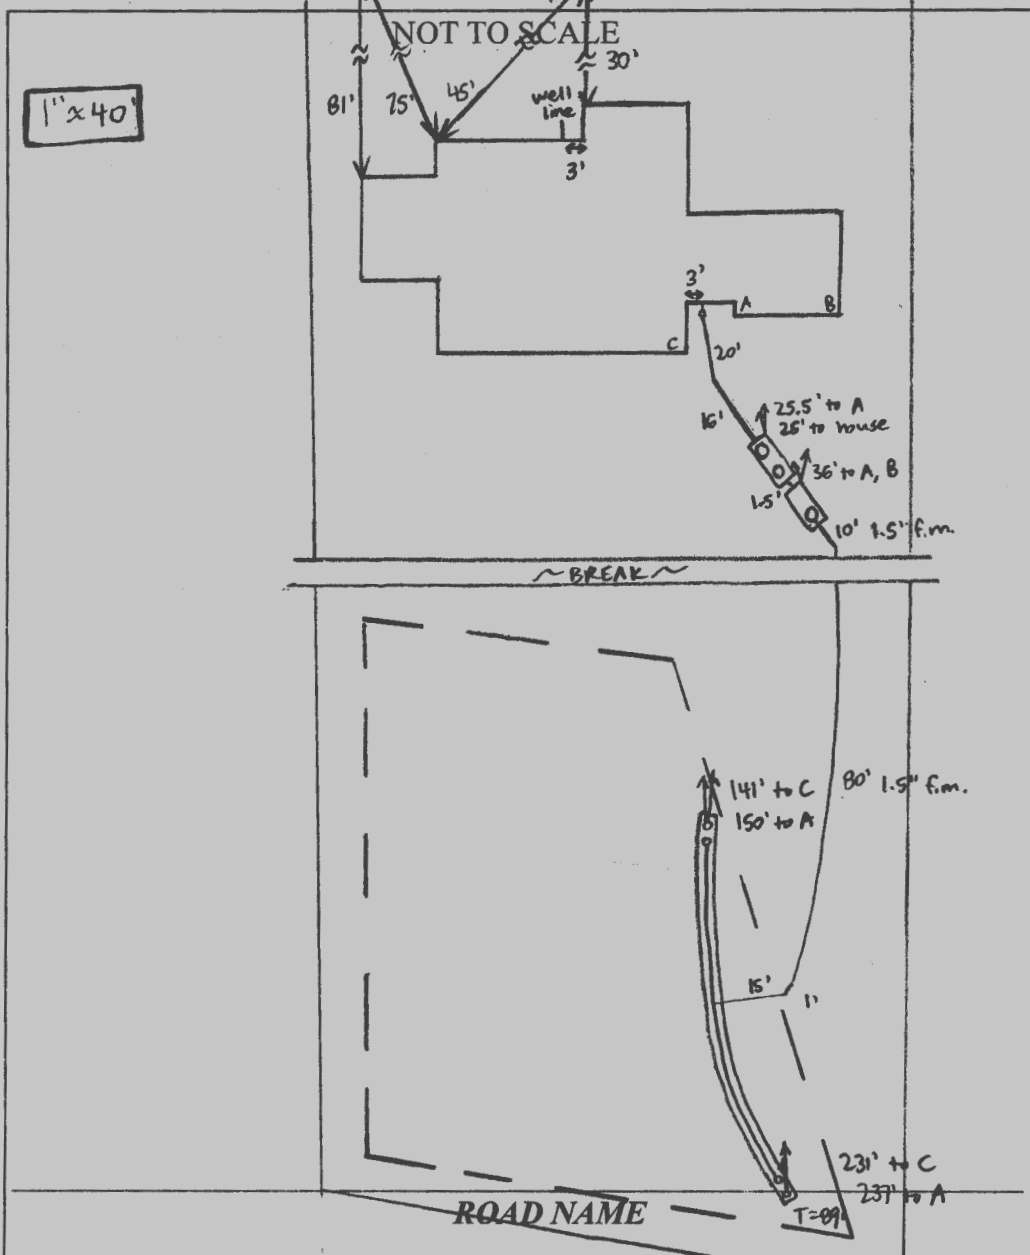 NOT TO SCALE
1" ≈ 40'
81'
75'
45'
30'
well
line
3'
3'
A
B
C
20'
16'
25.5' to A
25' to house
36' to A, B
1.5'
10' 1.5" f.m.
~ BREAK ~
141' to C
150' to A
80' 1.5" f.m.
15'
1'
231' to C
237' to A
T=89'
ROAD NAME